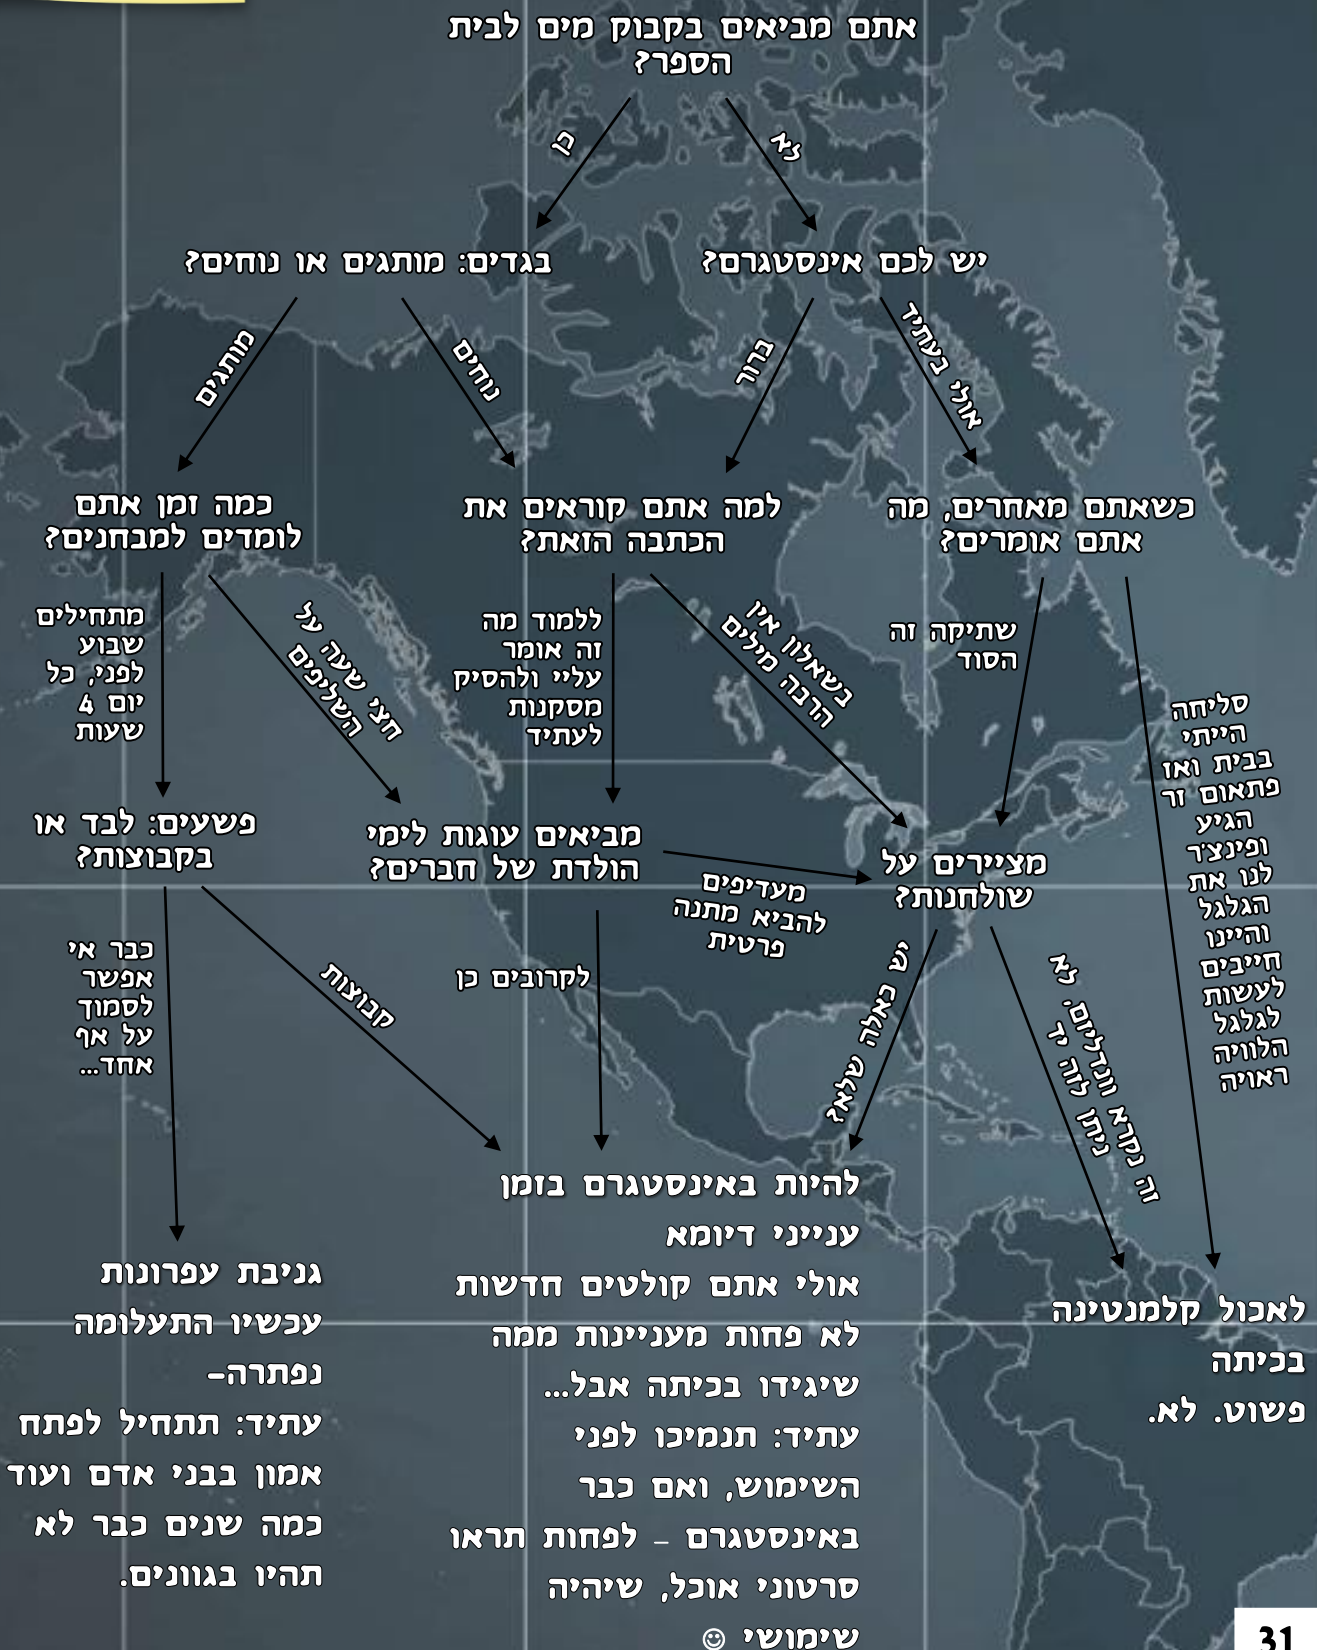 אתם מביאים בקבוק מים לבית
הספר?
כן
לא
בגדים: מותגים או נוחים?
יש לכם אינסטגרם?
מותגים
נוחים
ברור
אולי בעתיד
כמה זמן אתם
לומדים למבחנים?
למה אתם קוראים את
הכתבה הזאת?
כשאתם מאחרים, מה
אתם אומרים?
מתחילים
שבוע
לפני, כל
יום 4
שעות
חצי שעה על
השליפים
ללמוד מה
זה אומר
עליי ולהסיק
מסקנות
לעתיד
בשאלון אין
הרבה מילים
שתיקה זה
הסוד
סליחה
הייתי
בבית ואז
פתאום זר
הגיע
ופינצ'ר
לנו את
הגלגל
והיינו
חייבים
לעשות
לגלגל
הלוויה
ראויה
פשעים: לבד או
בקבוצות?
מביאים עוגות לימי
הולדת של חברים?
מציירים על
שולחנות?
כבר אי
אפשר
לסמוך
על אף
אחד...
קבוצות
לקרובים כן
מעדיפים
להביא מתנה
פרטית
יש כאלה שלא?
זה נקרא וונדליזם. לא
ניתן לזה יד
גניבת עפרונות
עכשיו התעלומה
נפתרה-
עתיד: תתחיל לפתח
אמון בבני אדם ועוד
כמה שנים כבר לא
תהיו בגוונים.
להיות באינסטגרם בזמן
ענייני דיומא
אולי אתם קולטים חדשות
לא פחות מעניינות ממה
שיגידו בכיתה אבל...
עתיד: תנמיכו לפני
השימוש, ואם כבר
באינסטגרם – לפחות תראו
סרטוני אוכל, שיהיה
שימושי ☺
לאכול קלמנטינה
בכיתה
פשוט. לא.
31